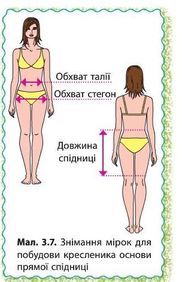 Обхват талії
Обхват стегон
Довжина
спідниці
Мал. 3.7. Знімання мірок для
побудови кресленика основи
прямої спідниці